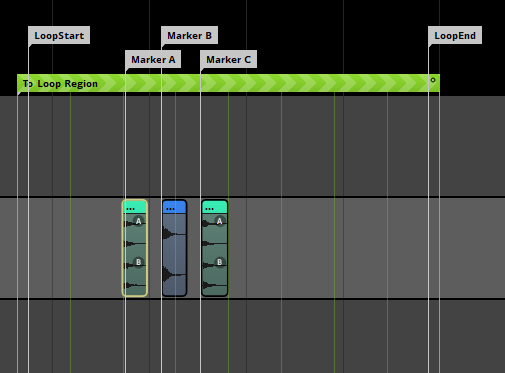 LoopStart
Marker B
LoopEnd
Marker A
Marker C
To Loop Region
... ... ...
A A
B B